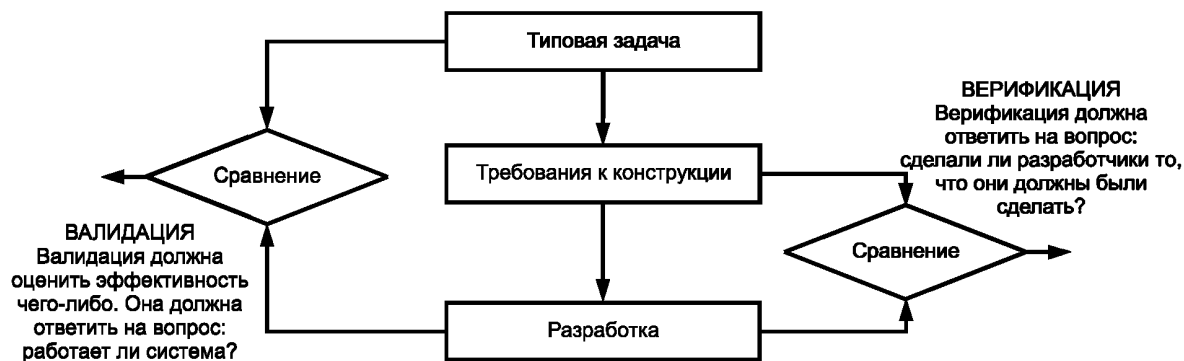 Типовая задача
ВЕРИФИКАЦИЯ
Верификация должна
ответить на вопрос:
сделали ли разработчики то,
что они должны были
сделать?
Сравнение
Требования к конструкции
ВАЛИДАЦИЯ
Валидация должна
оценить эффективность
чего-либо. Она должна
ответить на вопрос:
работает ли система?
Сравнение
Разработка